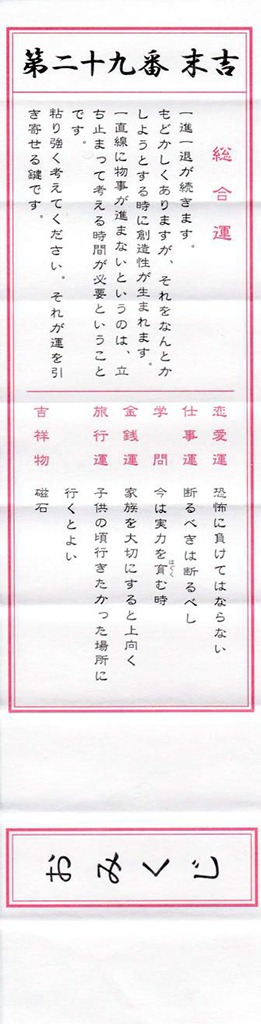 第二十九番 末吉
総合運
一進一退が続きます。
もどかしくありますが、それをなんとか
しようとする時に創造性が生まれます。
一直線に物事が進まないというのは、立
ち止まって考える時間が必要ということ
です。
粘り強く考えてください。それが運を引
き寄せる鍵です。
恋愛運 恐怖に負けてはならない
仕事運 断るべきは断るべし
学問 今は実力を育む時
はぐく
金銭運 家族を大切にすると上向く
旅行運 子供の頃行きたかった場所に
行くとよい
吉祥物 磁石
おみくじ